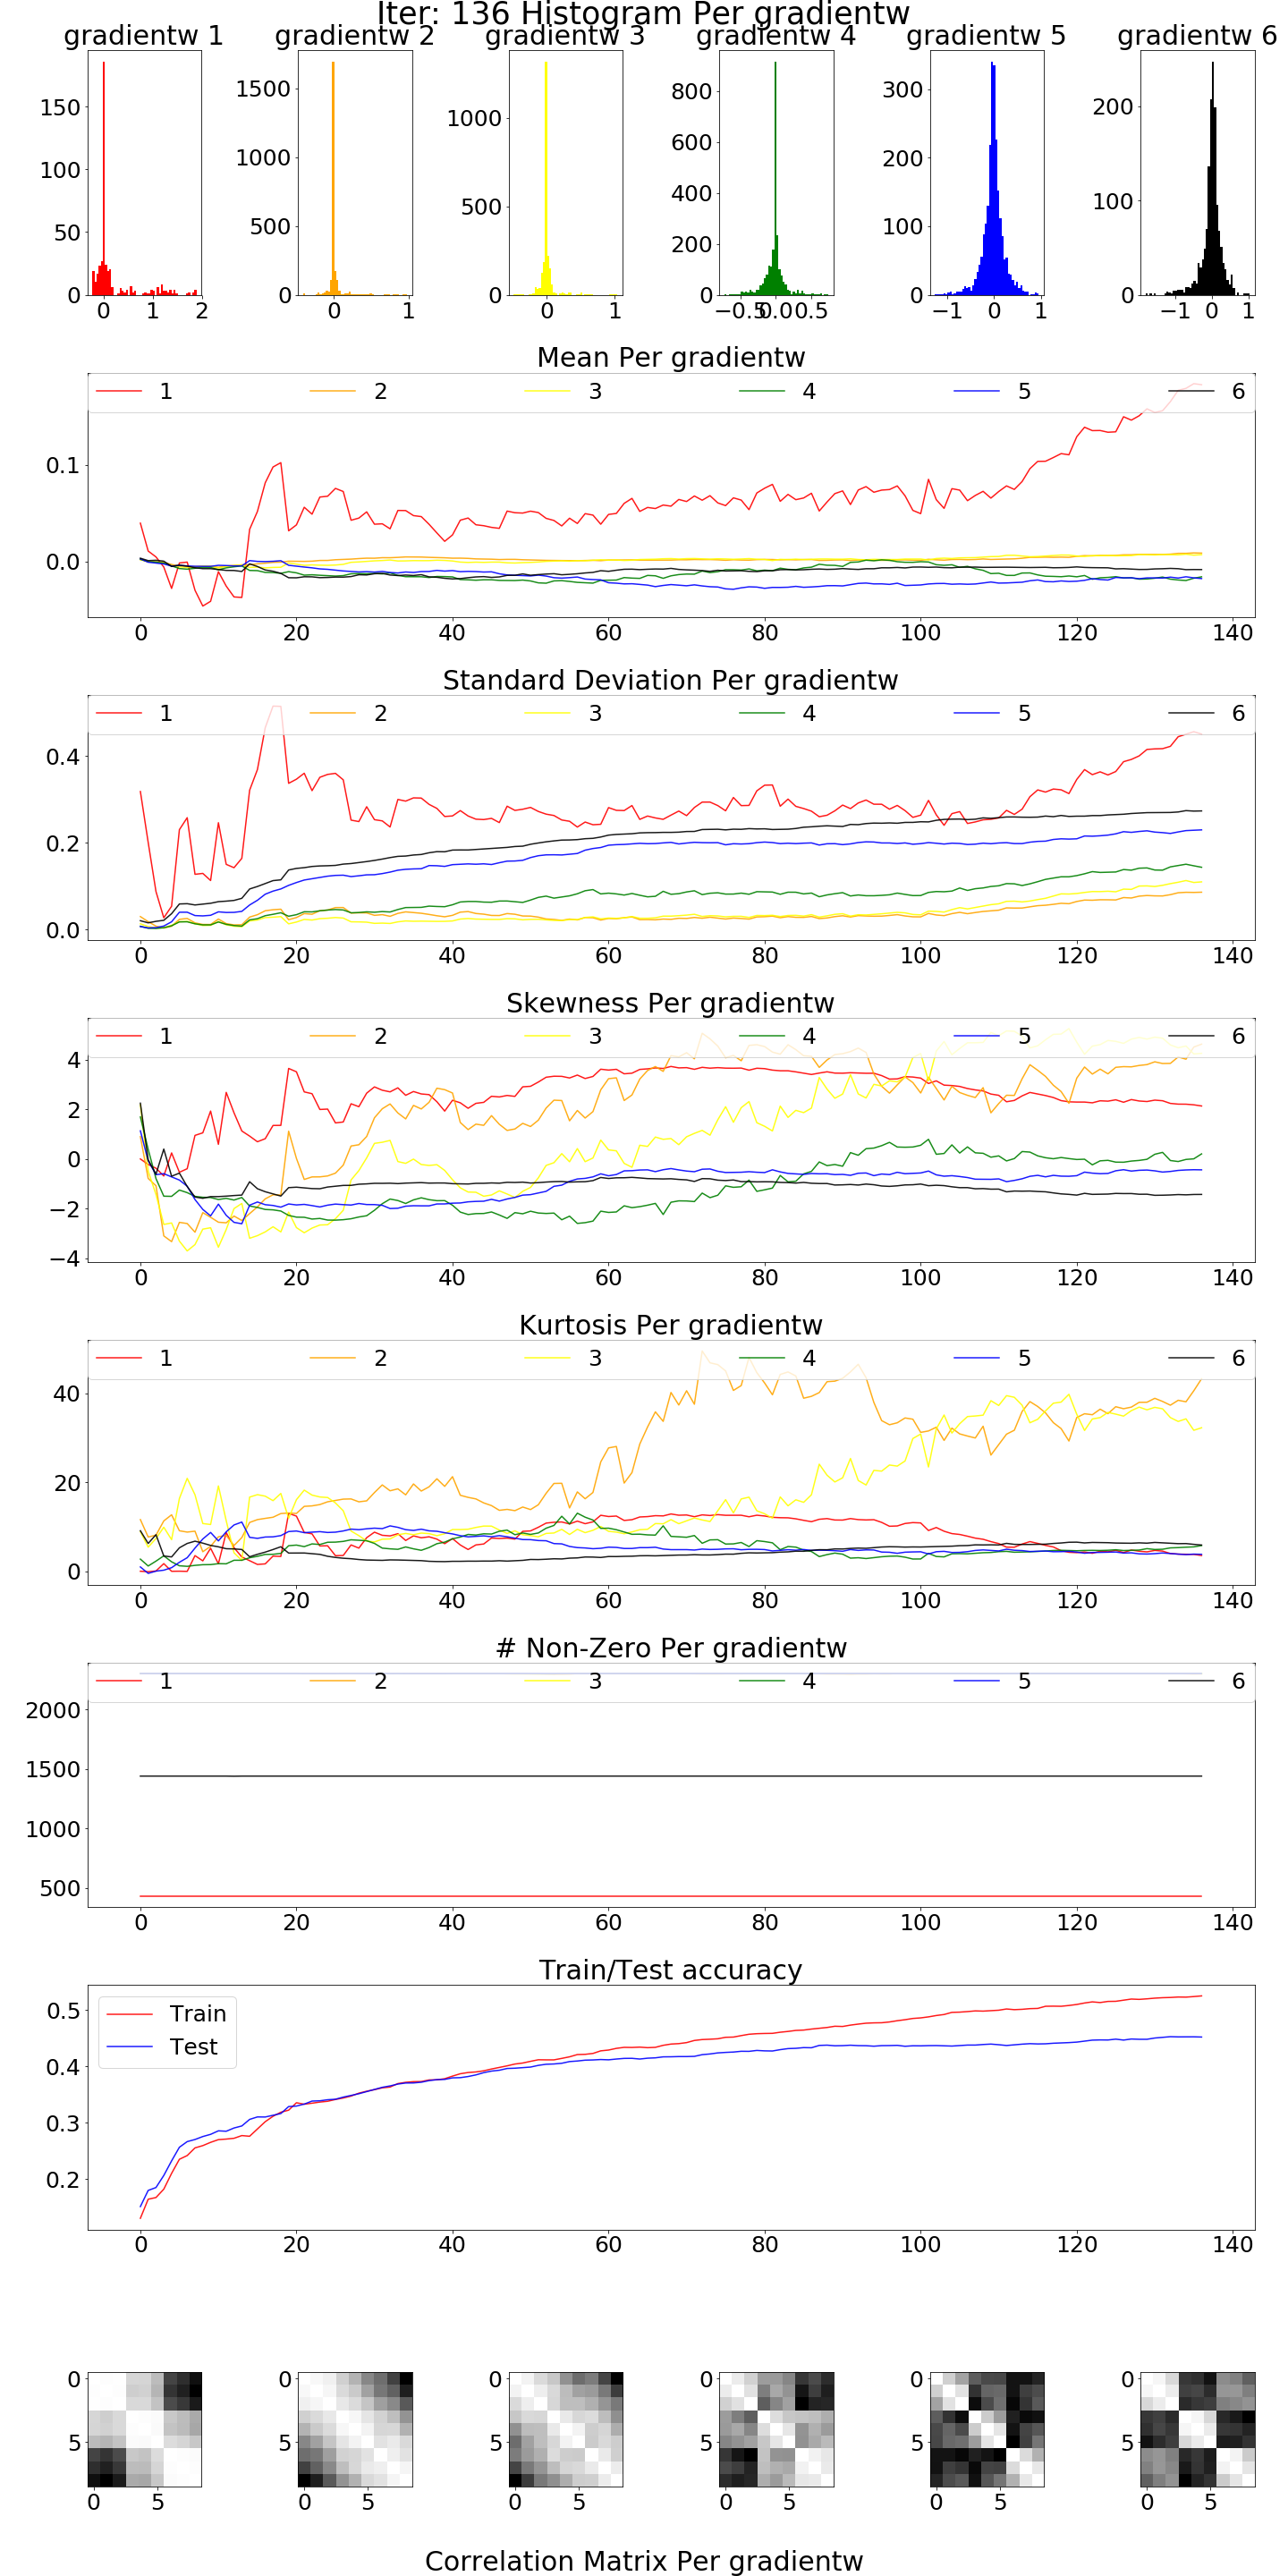 Iter: 136 Histogram Per gradientw
gradientw 1 gradientw 2 gradientw 3 gradientw 4 gradientw 5 gradientw 6
150
100
50
0
0 1 2
1500
1000
500
0
0 1
1000
500
0
0 1
800
600
400
200
0
−0.5 0.0 0.5
300
200
100
0
−1 0 1
200
100
0
−1 0 1
Mean Per gradientw
1 2 3 4 5 6
0.1
0.0
0 20 40 60 80 100 120 140
Standard Deviation Per gradientw
1 2 3 4 5 6
0.4
0.2
0.0
0 20 40 60 80 100 120 140
Skewness Per gradientw
1 2 3 4 5 6
4
2
0
−2
−4
0 20 40 60 80 100 120 140
Kurtosis Per gradientw
1 2 3 4 5 6
40
20
0
0 20 40 60 80 100 120 140
# Non-Zero Per gradientw
1 2 3 4 5 6
2000
1500
1000
500
0 20 40 60 80 100 120 140
Train/Test accuracy
Train
Test
0.5
0.4
0.3
0.2
0 20 40 60 80 100 120 140
0
5
0 5
0
5
0 5
0
5
0 5
0
5
0 5
0
5
0 5
0
5
0 5
Correlation Matrix Per gradientw